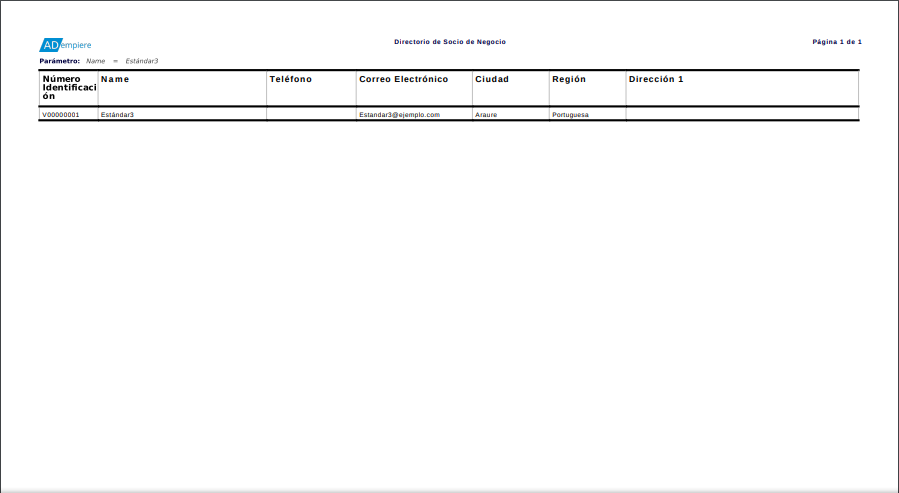 ADempiere
Directorio de Socio de Negocio
Página 1 de 1
Parámetro: Name = Estándar3
Número Identificación Name Teléfono Correo Electrónico Ciudad Región Dirección 1
V00000001 Estándar3 Estandar3@ejemplo.com Araure Portuguesa